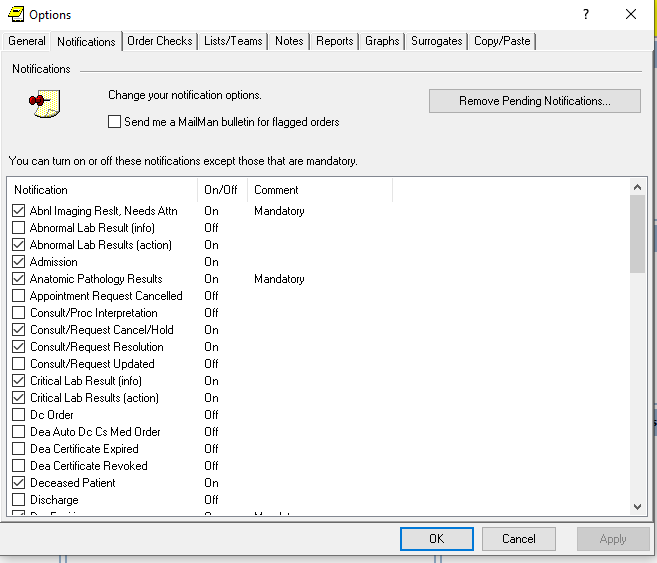 Options
General Notifications Order Checks Lists/Teams Notes Reports Graphs Surrogates Copy/Paste
Notifications
Change your notification options.
Remove Pending Notifications...
Send me a MailMan bulletin for flagged orders
You can turn on or off these notifications except those that are mandatory.
Notification On/Off Comment
Abnl Imaging Reslt, Needs Attn On Mandatory
Abnormal Lab Result (info) Off
Abnormal Lab Results (action) On
Admission On
Anatomic Pathology Results On Mandatory
Appointment Request Cancelled Off
Consult/Proc Interpretation Off
Consult/Request Cancel/Hold On
Consult/Request Resolution On
Consult/Request Updated Off
Critical Lab Result (info) On
Critical Lab Results (action) On
Dc Order Off
Dea Auto Dc Cs Med Order Off
Dea Certificate Expired Off
Dea Certificate Revoked Off
Deceased Patient On
Discharge Off
OK Cancel Apply